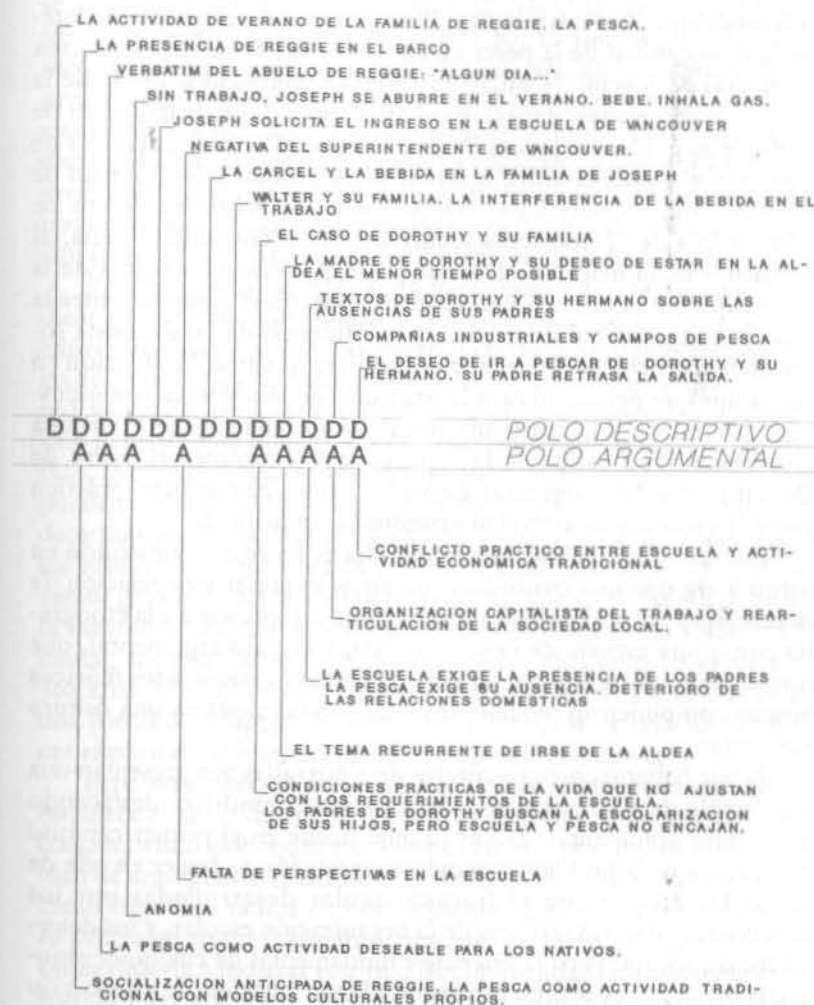 LA ACTIVIDAD DE VERANO DE LA FAMILIA DE REGGIE. LA PESCA.
LA PRESENCIA DE REGGIE EN EL BARCO
VERBATIM DEL ABUELO DE REGGIE: "ALGUN DIA..."
SIN TRABAJO, JOSEPH SE ABURRE EN EL VERANO. BEBE. INHALA GAS.
JOSEPH SOLICITA EL INGRESO EN LA ESCUELA DE VANCOUVER
NEGATIVA DEL SUPERINTENDENTE DE VANCOUVER.
LA CARCEL Y LA BEBIDA EN LA FAMILIA DE JOSEPH
WALTER Y SU FAMILIA. LA INTERFERENCIA DE LA BEBIDA EN EL
TRABAJO
EL CASO DE DOROTHY Y SU FAMILIA
LA MADRE DE DOROTHY Y SU DESEO DE ESTAR EN LA AL-
DEA EL MENOR TIEMPO POSIBLE
TEXTOS DE DOROTHY Y SU HERMANO SOBRE LAS
AUSENCIAS DE SUS PADRES
COMPAÑIAS INDUSTRIALES Y CAMPOS DE PESCA
EL DESEO DE IR A PESCAR DE DOROTHY Y SU
HERMANO. SU PADRE RETRASA LA SALIDA.
D D D D D D D D D D D D D POLO DESCRIPTIVO
A A A A A A A A A POLO ARGUMENTAL
CONFLICTO PRACTICO ENTRE ESCUELA Y ACTI-
VIDAD ECONOMICA TRADICIONAL
ORGANIZACION CAPITALISTA DEL TRABAJO Y REAR-
TICULACION DE LA SOCIEDAD LOCAL.
LA ESCUELA EXIGE LA PRESENCIA DE LOS PADRES
LA PESCA EXIGE SU AUSENCIA. DETERIORO DE
LAS RELACIONES DOMESTICAS
EL TEMA RECURRENTE DE IRSE DE LA ALDEA
CONDICIONES PRACTICAS DE LA VIDA QUE NO AJUSTAN
CON LOS REQUERIMIENTOS DE LA ESCUELA.
LOS PADRES DE DOROTHY BUSCAN LA ESCOLARIZACION
DE SUS HIJOS, PERO ESCUELA Y PESCA NO ENCAJAN.
FALTA DE PERSPECTIVAS EN LA ESCUELA
ANOMIA
LA PESCA COMO ACTIVIDAD DESEABLE PARA LOS NATIVOS.
SOCIALIZACION ANTICIPADA DE REGGIE. LA PESCA COMO ACTIVIDAD TRADI-
CIONAL CON MODELOS CULTURALES PROPIOS.